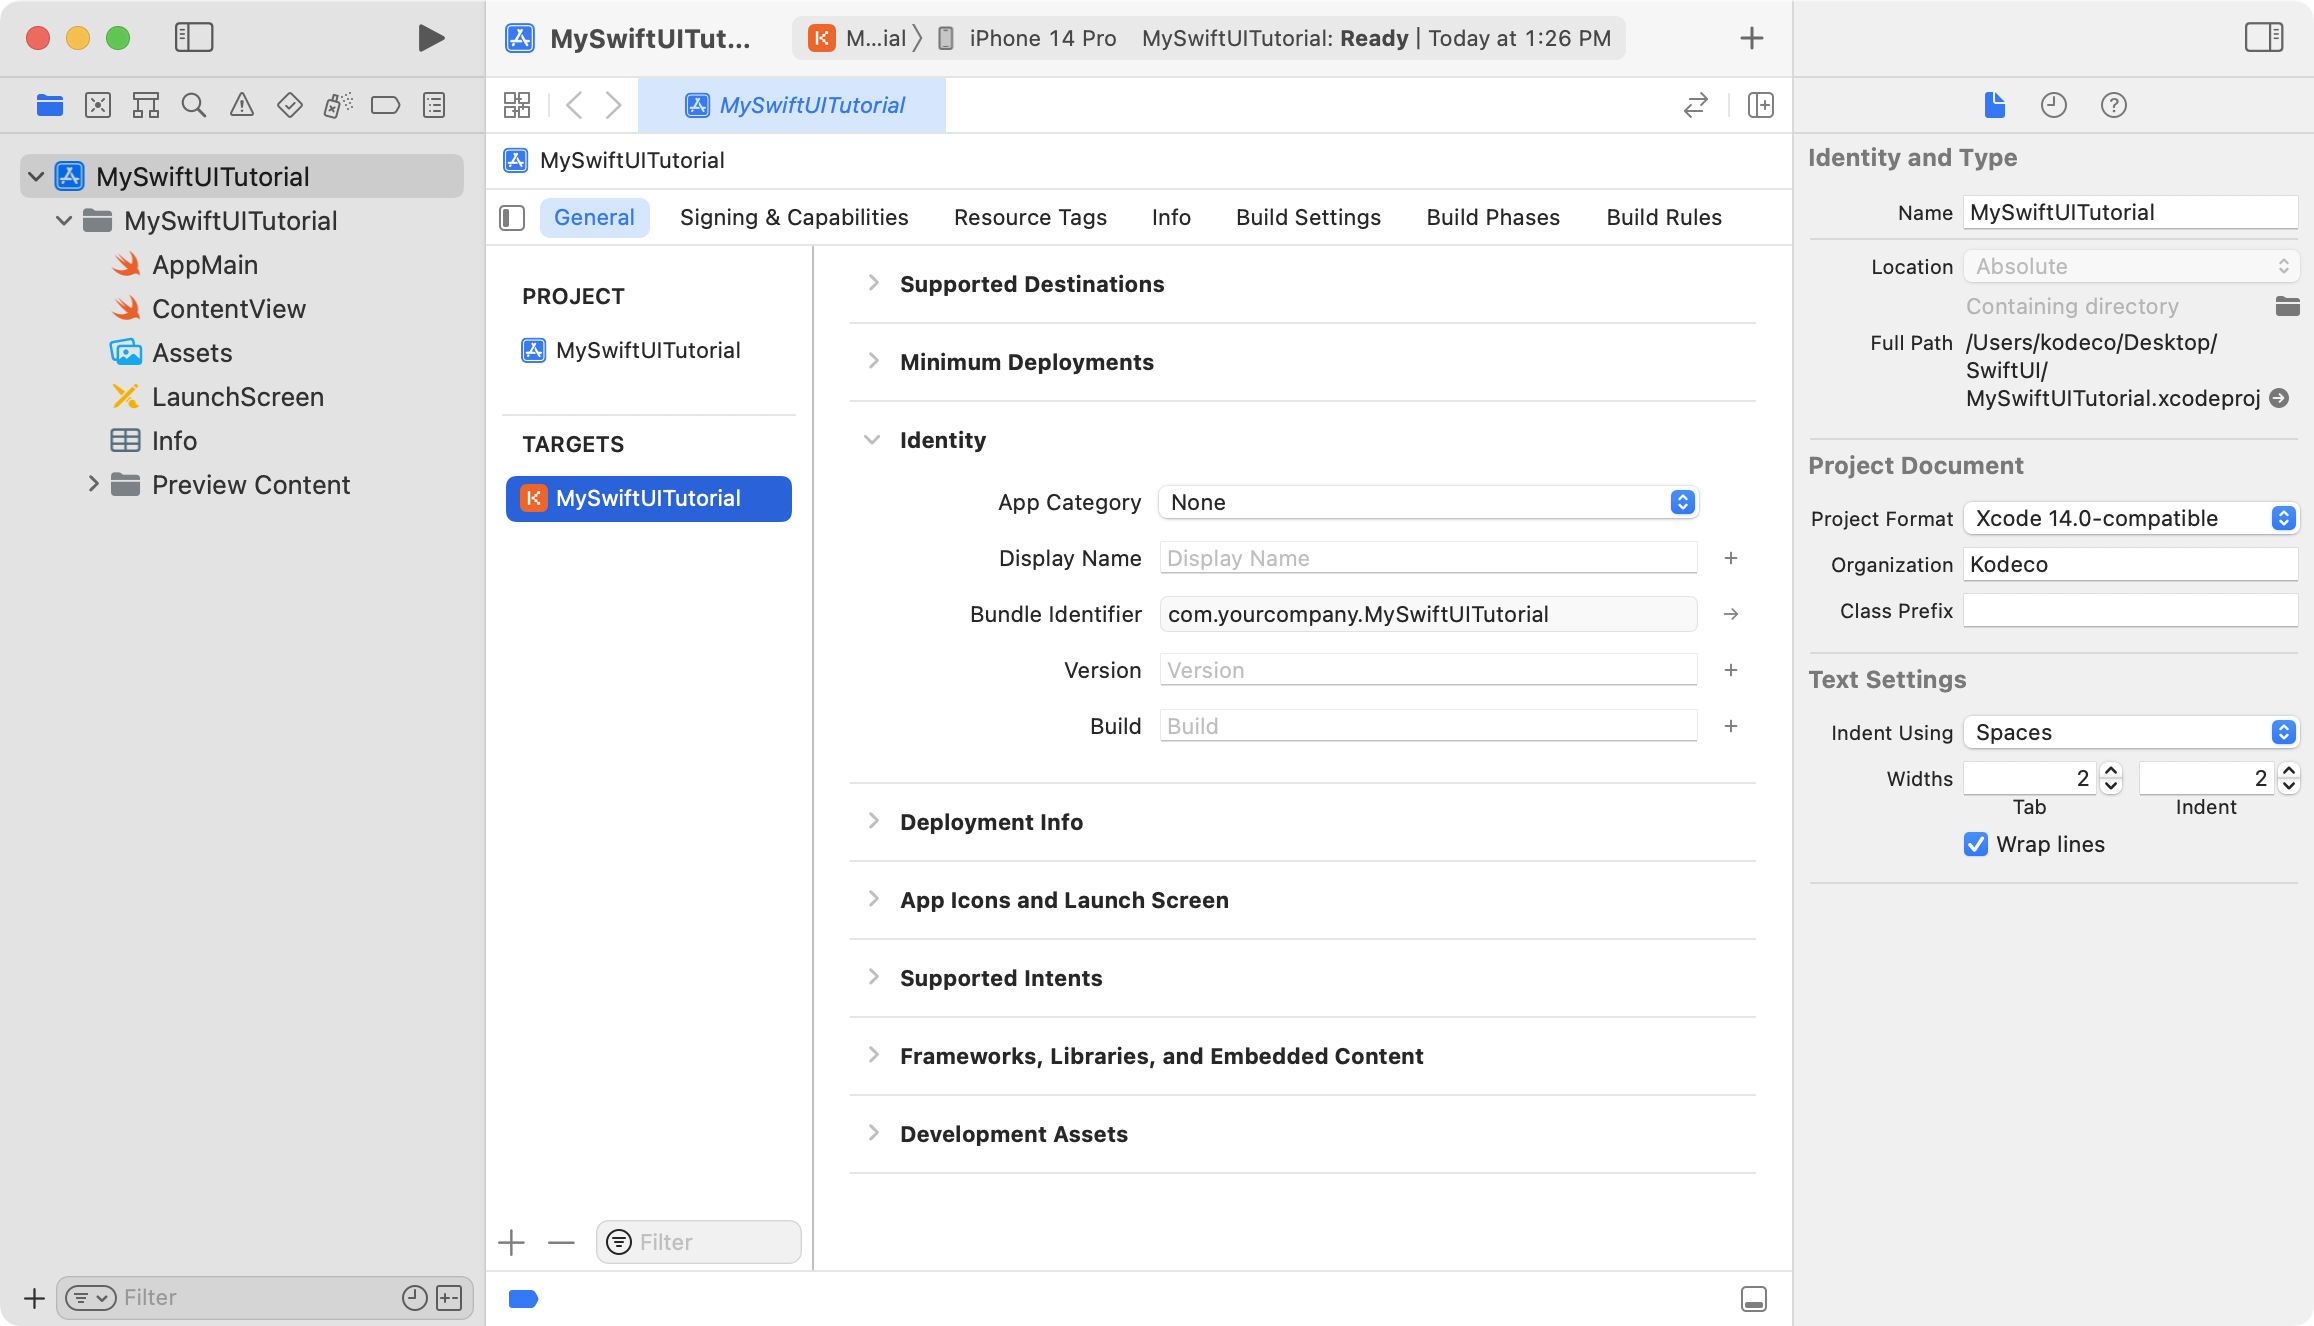 MySwiftUITut...
M...ial
iPhone 14 Pro
MySwiftUITutorial: Ready | Today at 1:26 PM
MySwiftUITutorial
MySwiftUITutorial
MySwiftUITutorial
MySwiftUITutorial
AppMain
ContentView
Assets
LaunchScreen
Info
Preview Content
Filter
General
Signing & Capabilities
Resource Tags
Info
Build Settings
Build Phases
Build Rules
PROJECT
MySwiftUITutorial
TARGETS
MySwiftUITutorial
Filter
Supported Destinations
Minimum Deployments
Identity
App Category None
Display Name Display Name
Bundle Identifier com.yourcompany.MySwiftUITutorial
Version Version
Build Build
Deployment Info
App Icons and Launch Screen
Supported Intents
Frameworks, Libraries, and Embedded Content
Development Assets
Identity and Type
Name MySwiftUITutorial
Location Absolute
Containing directory
Full Path /Users/kodeco/Desktop/
SwiftUI/
MySwiftUITutorial.xcodeproj
Project Document
Project Format Xcode 14.0-compatible
Organization Kodeco
Class Prefix
Text Settings
Indent Using Spaces
Widths 2 2
Tab Indent
Wrap lines